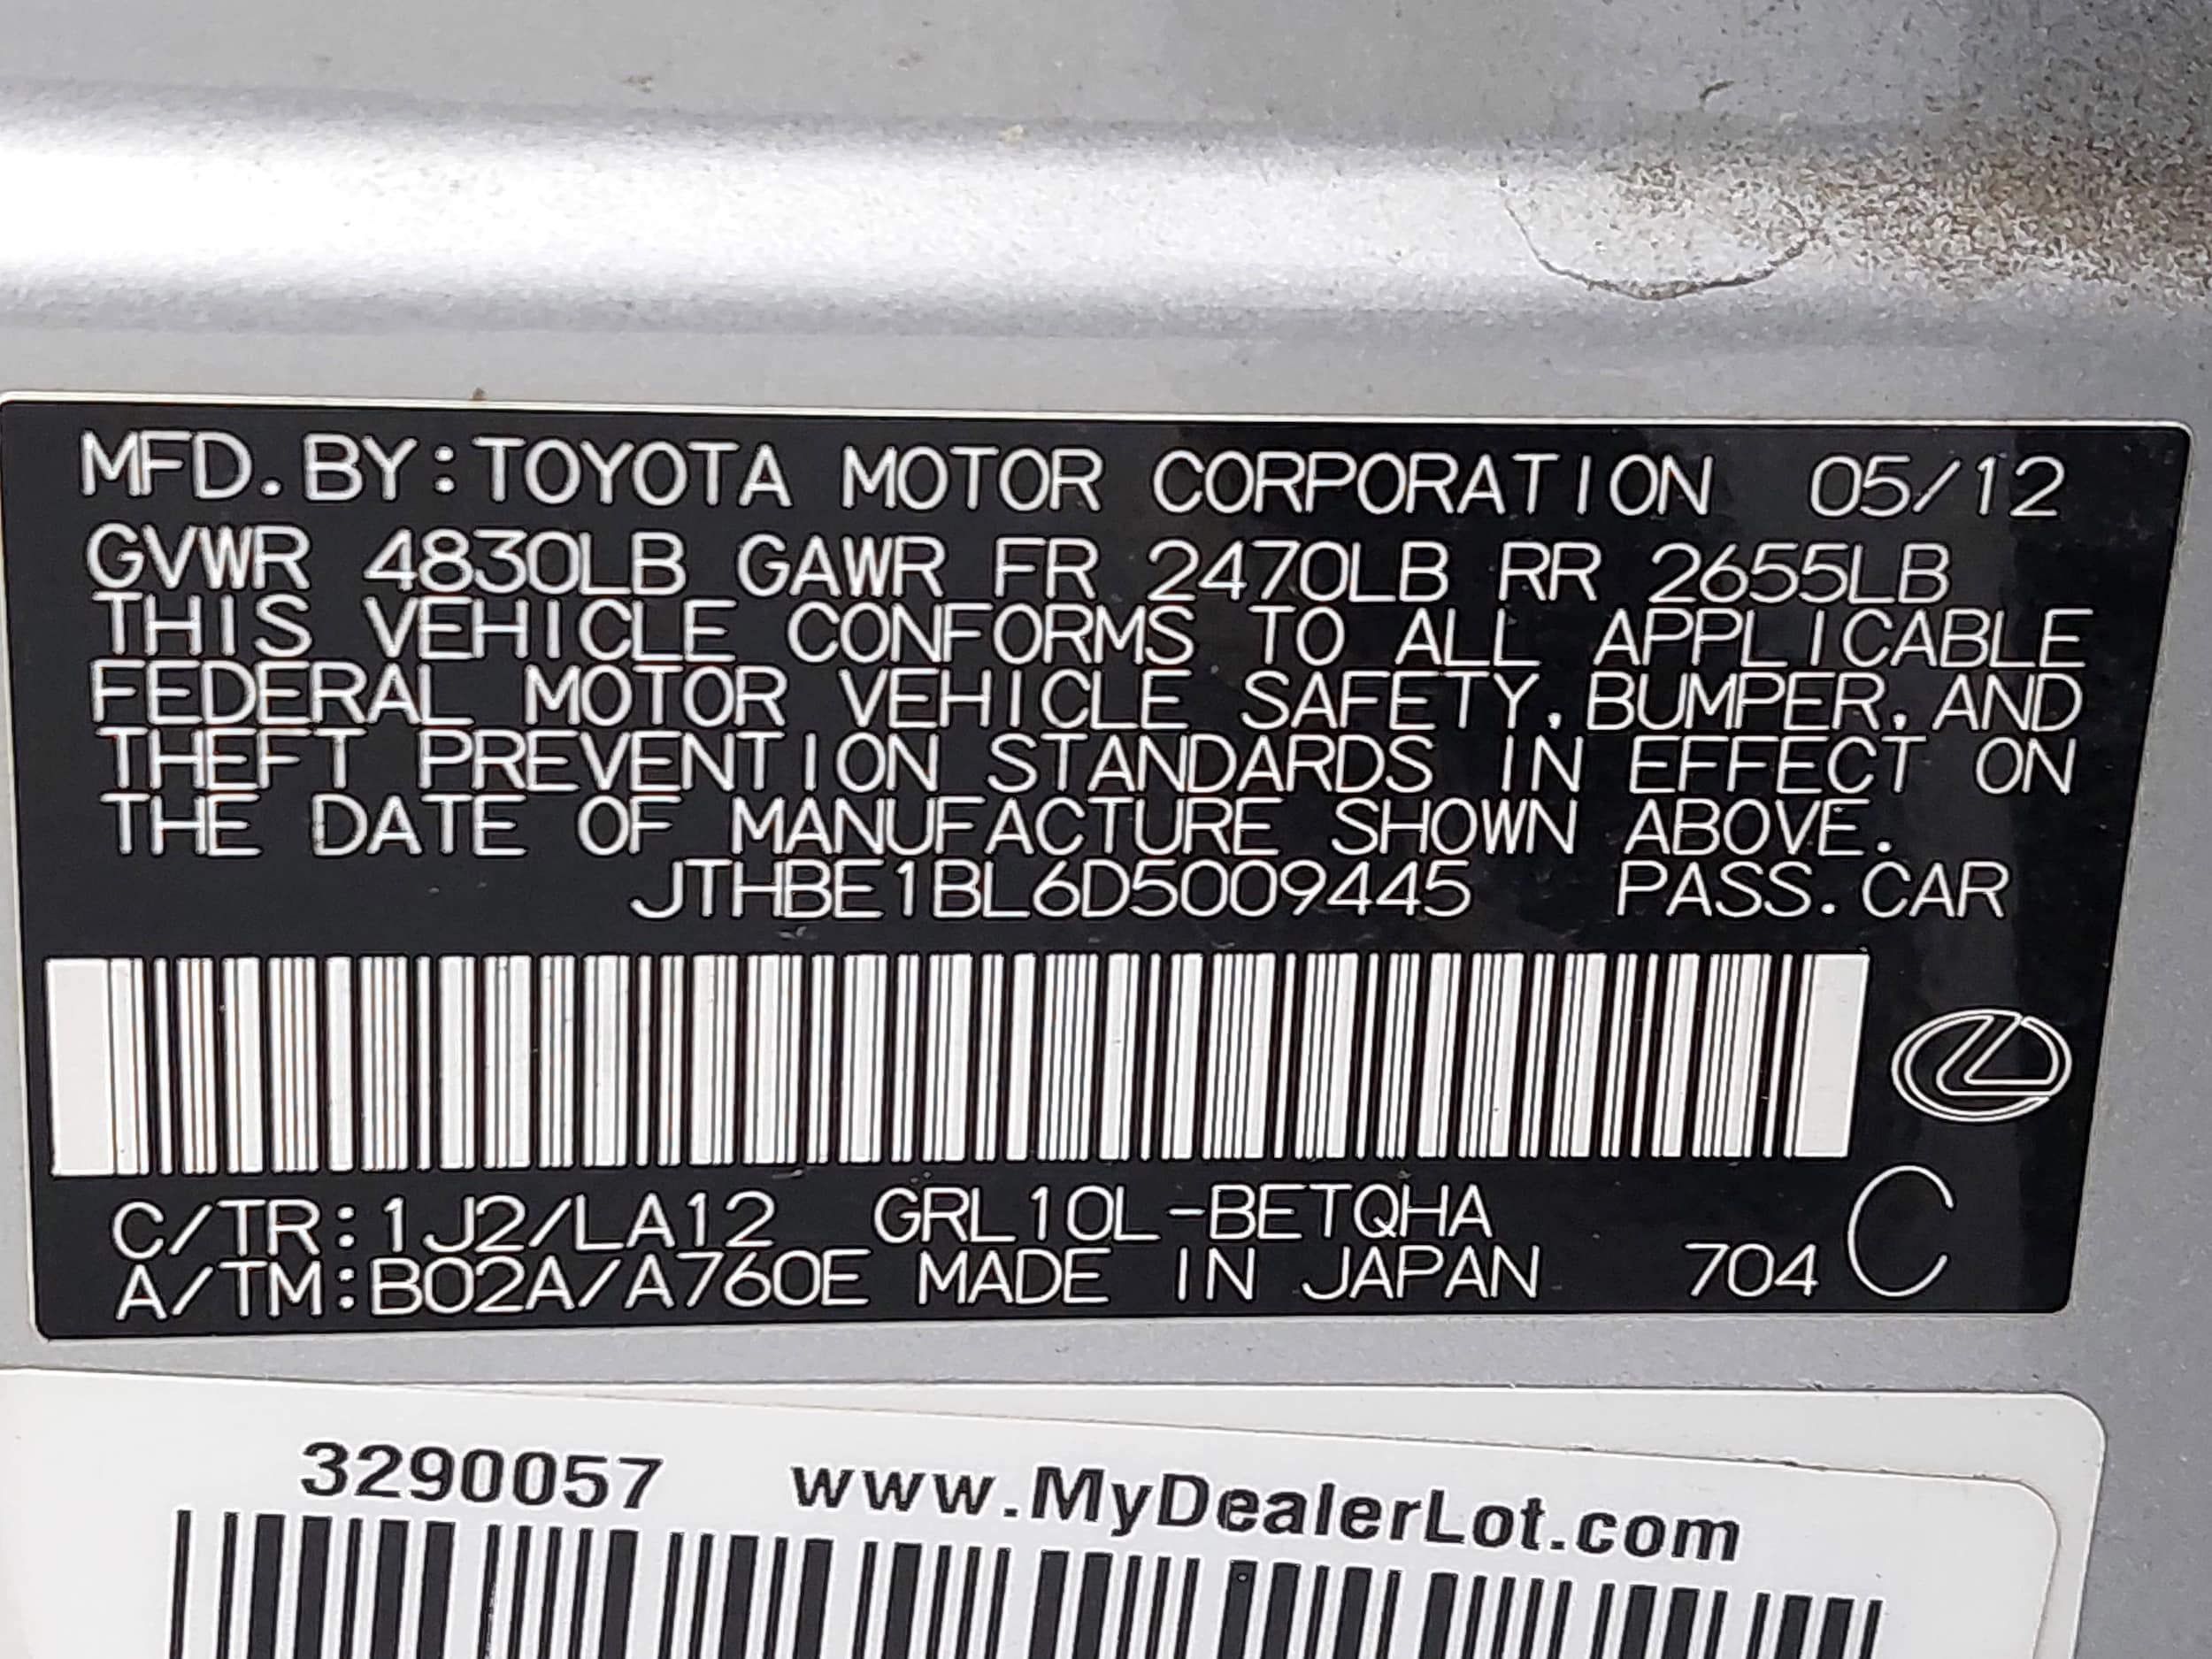 MFD.BY:TOYOTA MOTOR CORPORATION 05/12
GVWR 4830LB GAWR FR 2470LB RR 2655LB
THIS VEHICLE CONFORMS TO ALL APPLICABLE
FEDERAL MOTOR VEHICLE SAFETY,BUMPER,AND
THEFT PREVENTION STANDARDS IN EFFECT ON
THE DATE OF MANUFACTURE SHOWN ABOVE.
JTHBE1BL6D5009445 PASS.CAR
C/TR:1J2/LA12 GRL10L-BETQHA
A/TM:B02A/A760E MADE IN JAPAN 704 C
3290057 www.MyDealerLot.com